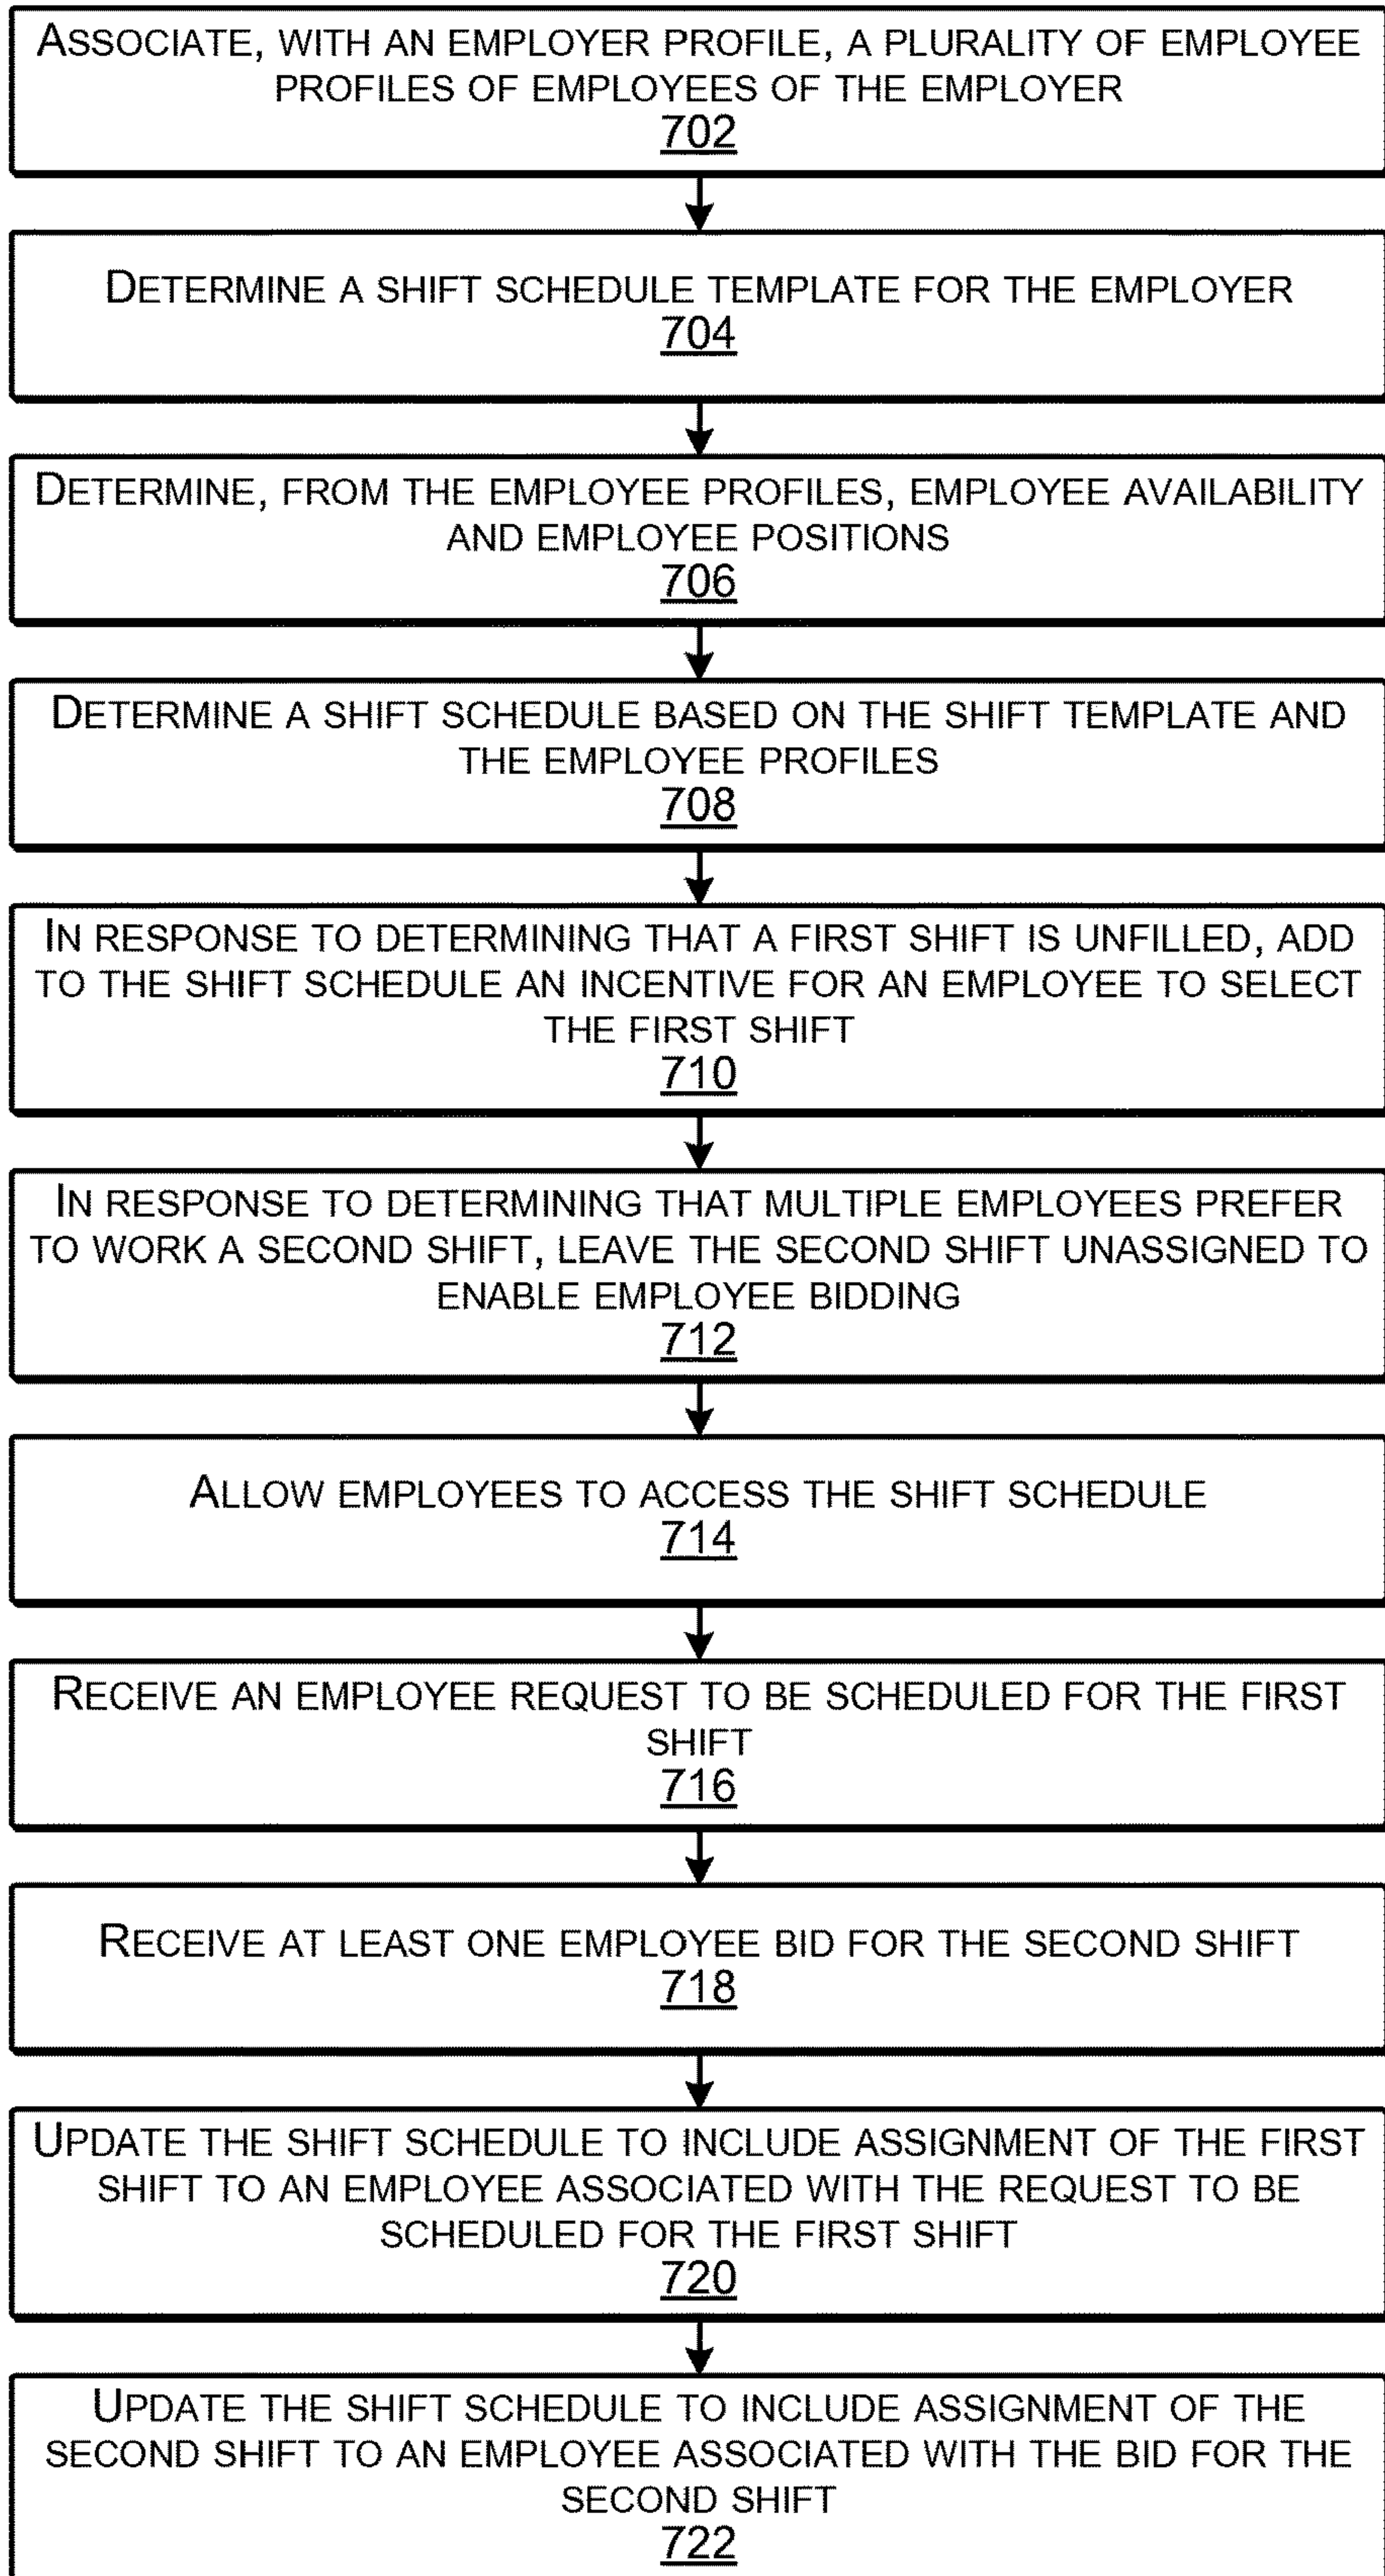 ASSOCIATE, WITH AN EMPLOYER PROFILE, A PLURALITY OF EMPLOYEE
PROFILES OF EMPLOYEES OF THE EMPLOYER
702
DETERMINE A SHIFT SCHEDULE TEMPLATE FOR THE EMPLOYER
704
DETERMINE, FROM THE EMPLOYEE PROFILES, EMPLOYEE AVAILABILITY
AND EMPLOYEE POSITIONS
706
DETERMINE A SHIFT SCHEDULE BASED ON THE SHIFT TEMPLATE AND
THE EMPLOYEE PROFILES
708
IN RESPONSE TO DETERMINING THAT A FIRST SHIFT IS UNFILLED, ADD
TO THE SHIFT SCHEDULE AN INCENTIVE FOR AN EMPLOYEE TO SELECT
THE FIRST SHIFT
710
IN RESPONSE TO DETERMINING THAT MULTIPLE EMPLOYEES PREFER
TO WORK A SECOND SHIFT, LEAVE THE SECOND SHIFT UNASSIGNED TO
ENABLE EMPLOYEE BIDDING
712
ALLOW EMPLOYEES TO ACCESS THE SHIFT SCHEDULE
714
RECEIVE AN EMPLOYEE REQUEST TO BE SCHEDULED FOR THE FIRST
SHIFT
716
RECEIVE AT LEAST ONE EMPLOYEE BID FOR THE SECOND SHIFT
718
UPDATE THE SHIFT SCHEDULE TO INCLUDE ASSIGNMENT OF THE FIRST
SHIFT TO AN EMPLOYEE ASSOCIATED WITH THE REQUEST TO BE
SCHEDULED FOR THE FIRST SHIFT
720
UPDATE THE SHIFT SCHEDULE TO INCLUDE ASSIGNMENT OF THE
SECOND SHIFT TO AN EMPLOYEE ASSOCIATED WITH THE BID FOR THE
SECOND SHIFT
722